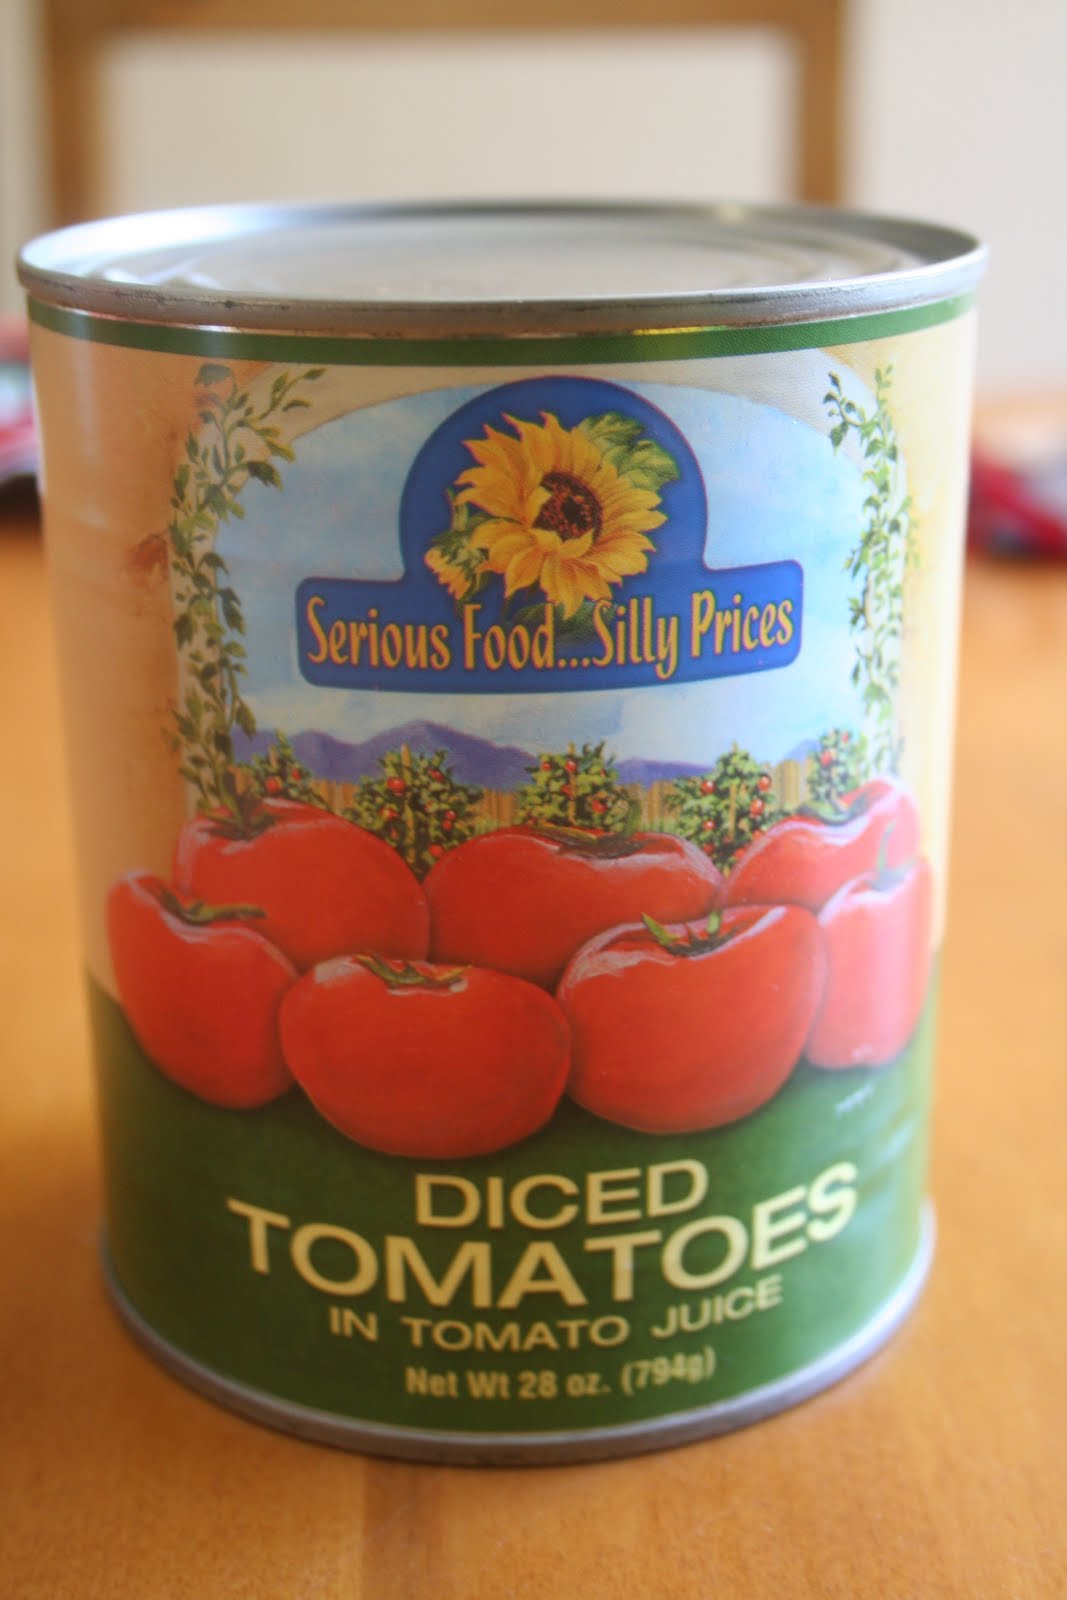 Serious Food...Silly Prices
DICED
TOMATOES
IN TOMATO JUICE
Net Wt 28 oz. (794g)